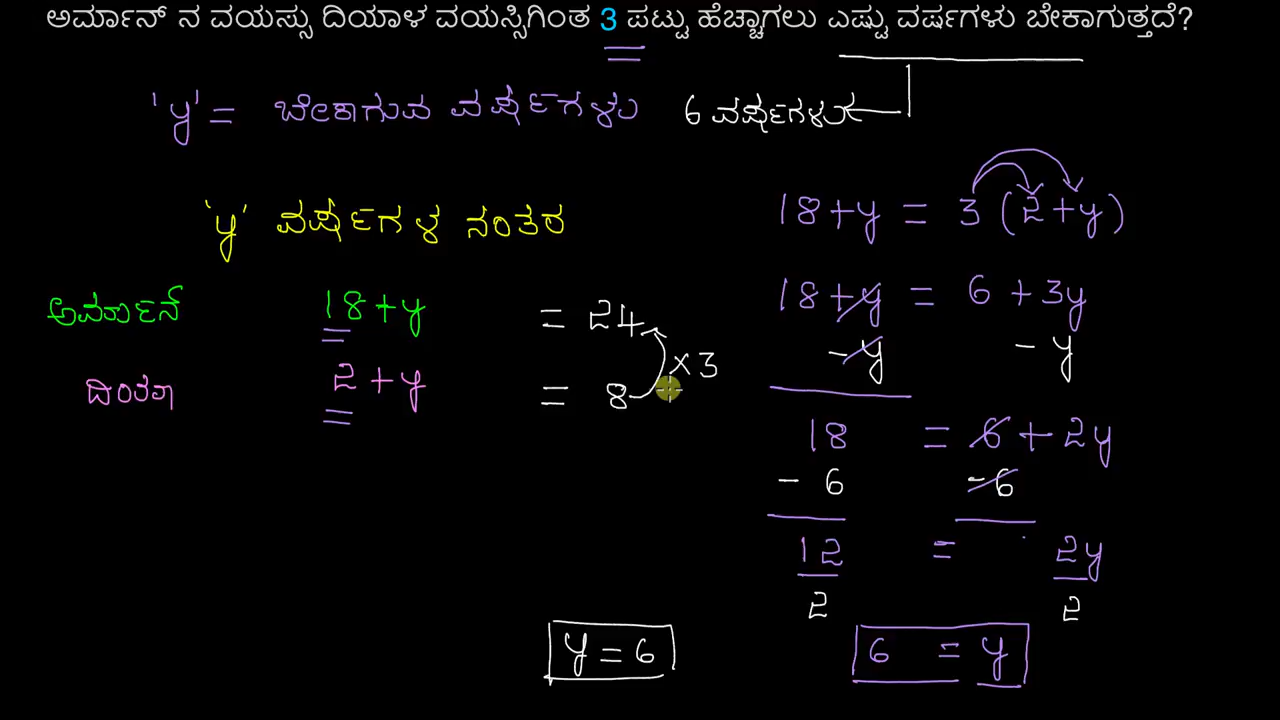 ಅರ್ಮಾನ್ ನ ವಯಸ್ಸು ದಿಯಾಳ ವಯಸ್ಸಿಗಿಂತ 3 ಪಟ್ಟು ಹೆಚ್ಚಾಗಲು ಎಷ್ಟು ವರ್ಷಗಳು ಬೇಕಾಗುತ್ತದೆ?
'y' = ಬೇಕಾಗುವ ವರ್ಷಗಳು 6 ವರ್ಷಗಳು
'y' ವರ್ಷಗಳ ನಂತರ
ಅರ್ಮಾನ್ 18+y = 24
2+y = 8 ×3
18+y = 3(2+y)
18+y = 6+3y
-y -y
18 = 6+2y
-6 -6
12 = 2y
2 2
y=6
6 = y